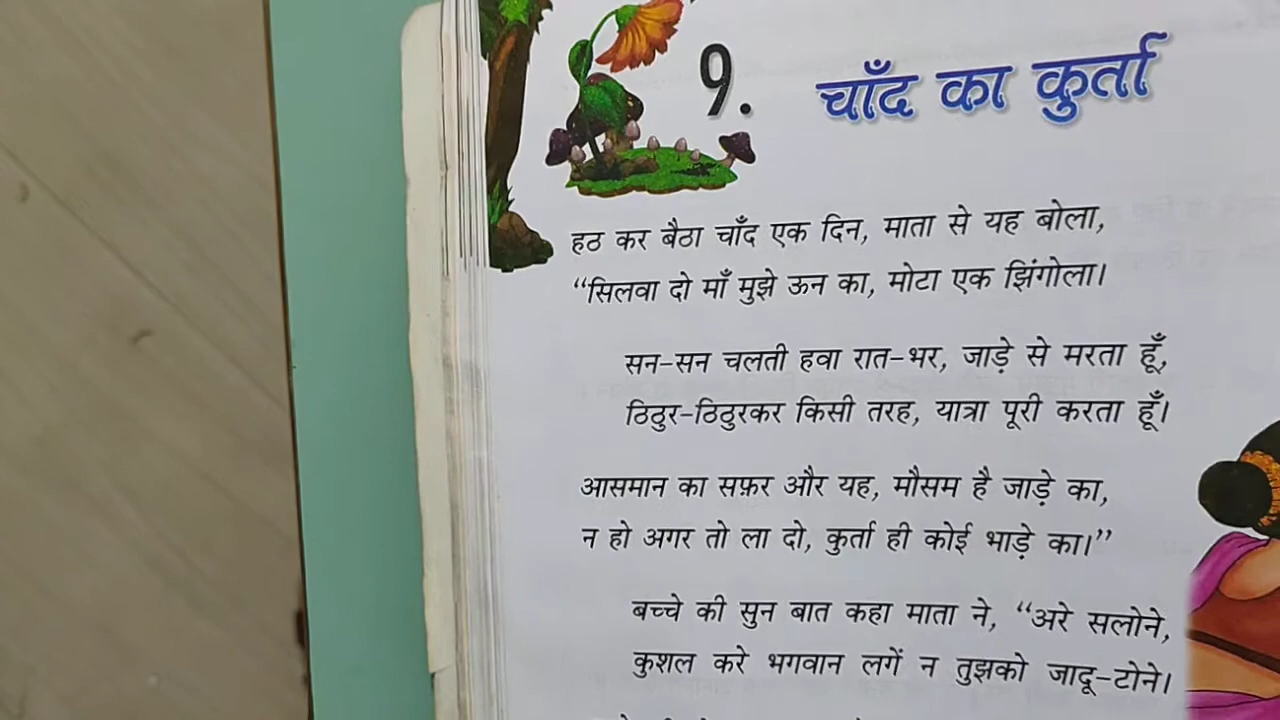 9. चाँद का कुर्ता
हठ कर बैठा चाँद एक दिन, माता से यह बोला,
“सिलवा दो माँ मुझे ऊन का, मोटा एक झिंगोला।
सन-सन चलती हवा रात-भर, जाड़े से मरता हूँ,
ठिठुर-ठिठुरकर किसी तरह, यात्रा पूरी करता हूँ।
आसमान का सफ़र और यह, मौसम है जाड़े का,
न हो अगर तो ला दो, कुर्ता ही कोई भाड़े का।”
बच्चे की सुन बात कहा माता ने, “अरे सलोने,
कुशल करे भगवान लगें न तुझको जादू-टोने।